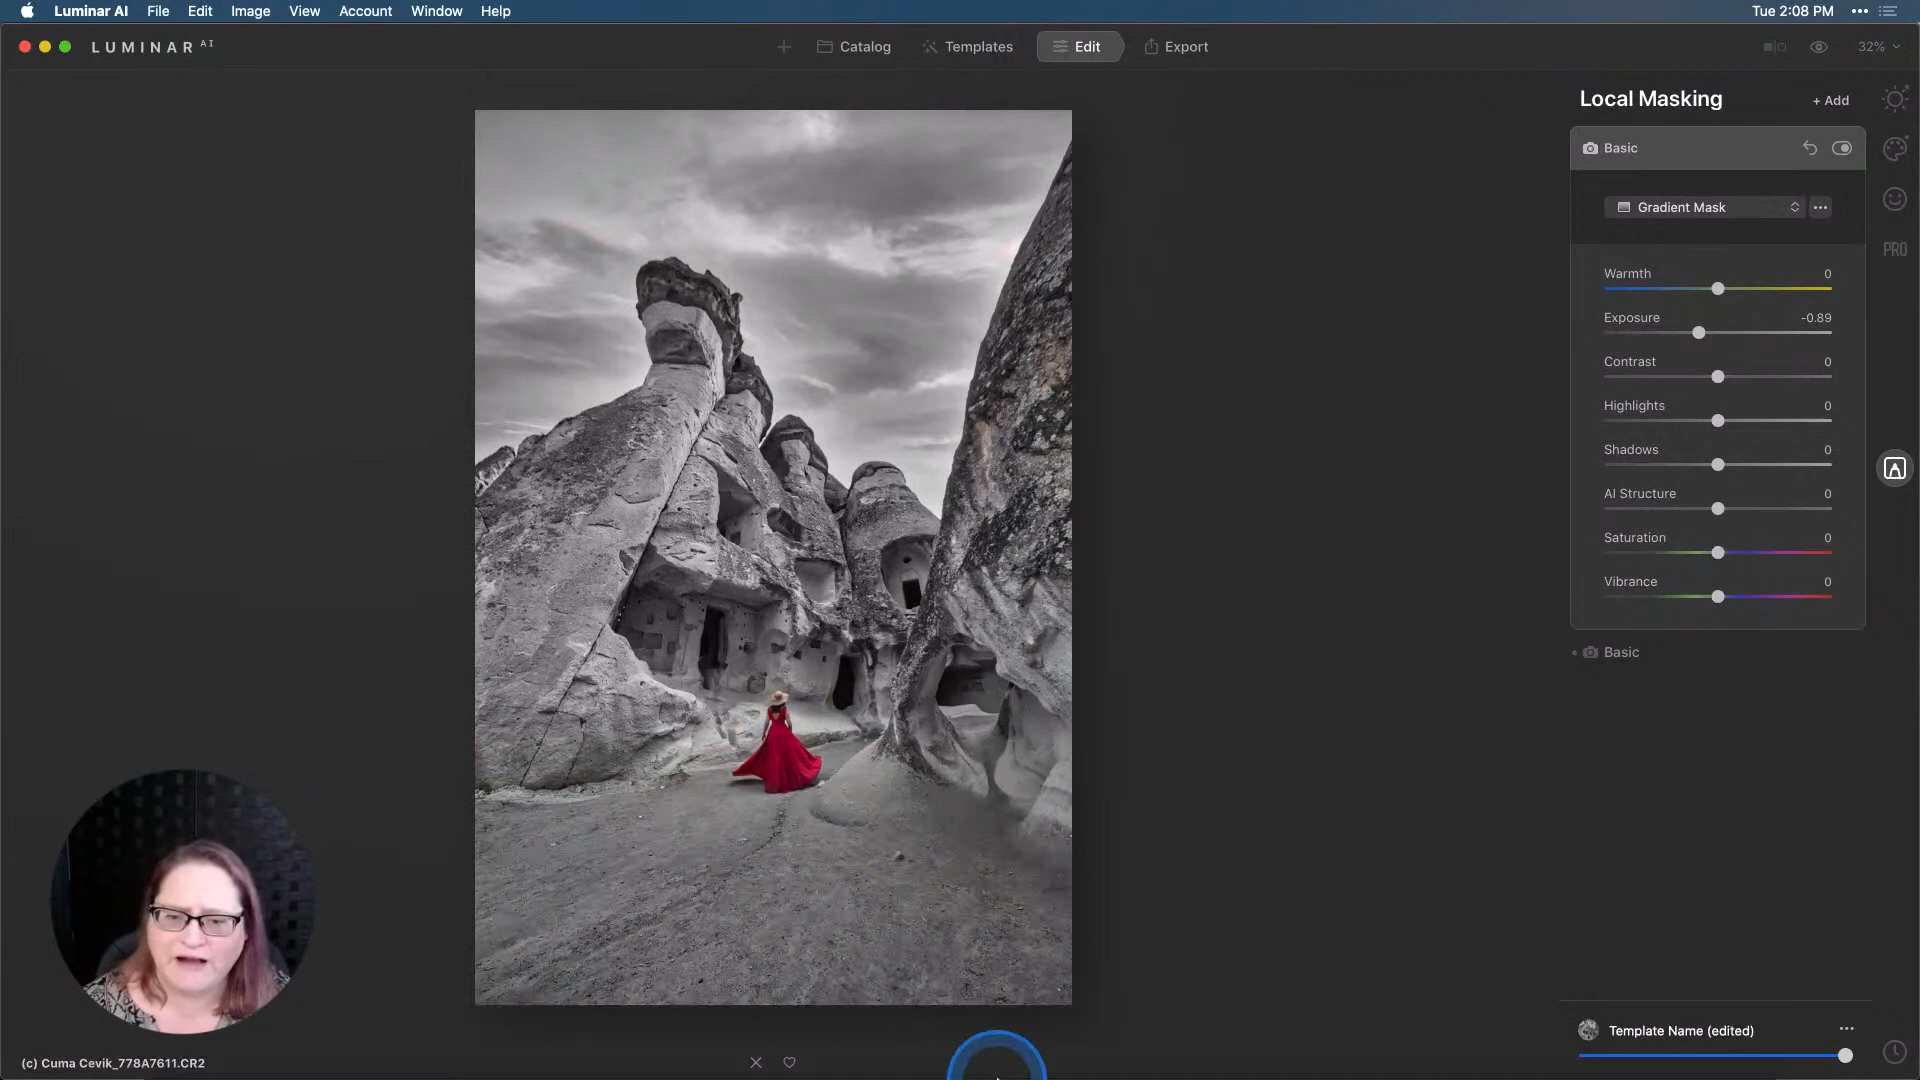 Luminar AI File Edit Image View Account Window Help Tue 2:08 PM
LUMINAR AI Catalog Templates Edit Export 32%
Local Masking + Add
Basic
Gradient Mask
PRO
Warmth 0
Exposure -0.89
Contrast 0
Highlights 0
Shadows 0
AI Structure 0
Saturation 0
Vibrance 0
Basic
Template Name (edited)
(c) Cuma Cevik_778A7611.CR2